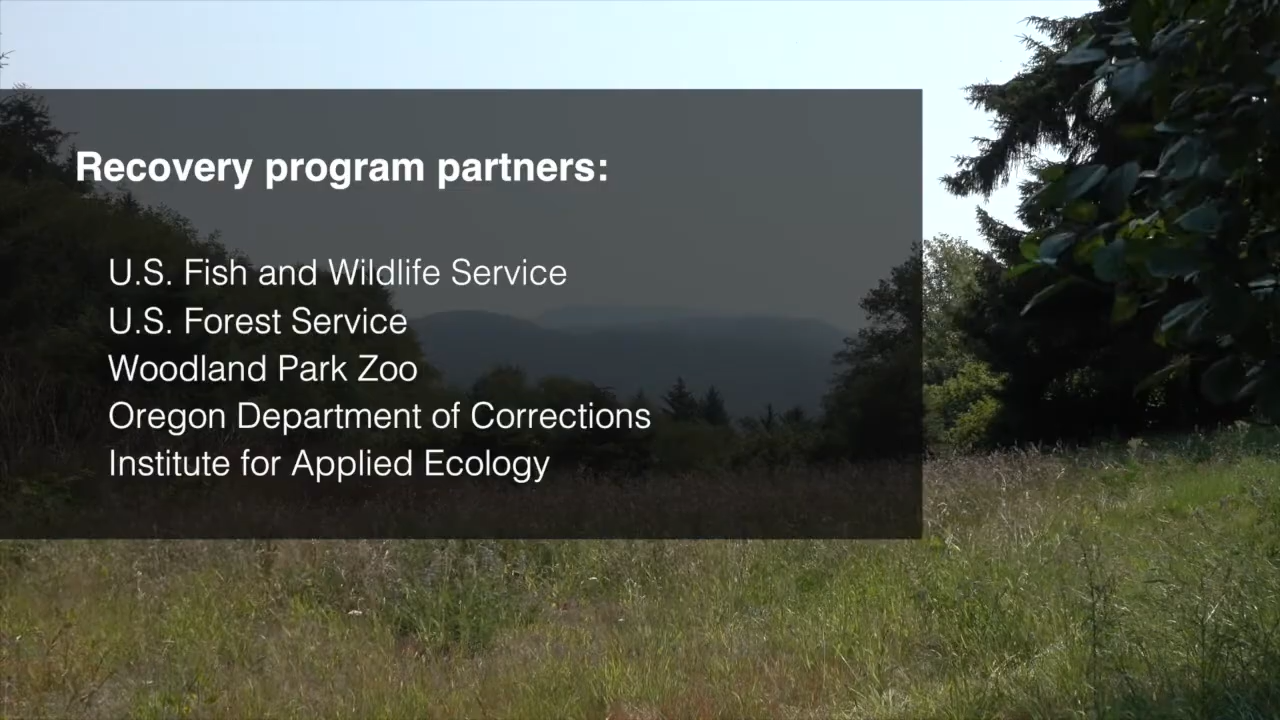 Recovery program partners:
U.S. Fish and Wildlife Service
U.S. Forest Service
Woodland Park Zoo
Oregon Department of Corrections
Institute for Applied Ecology